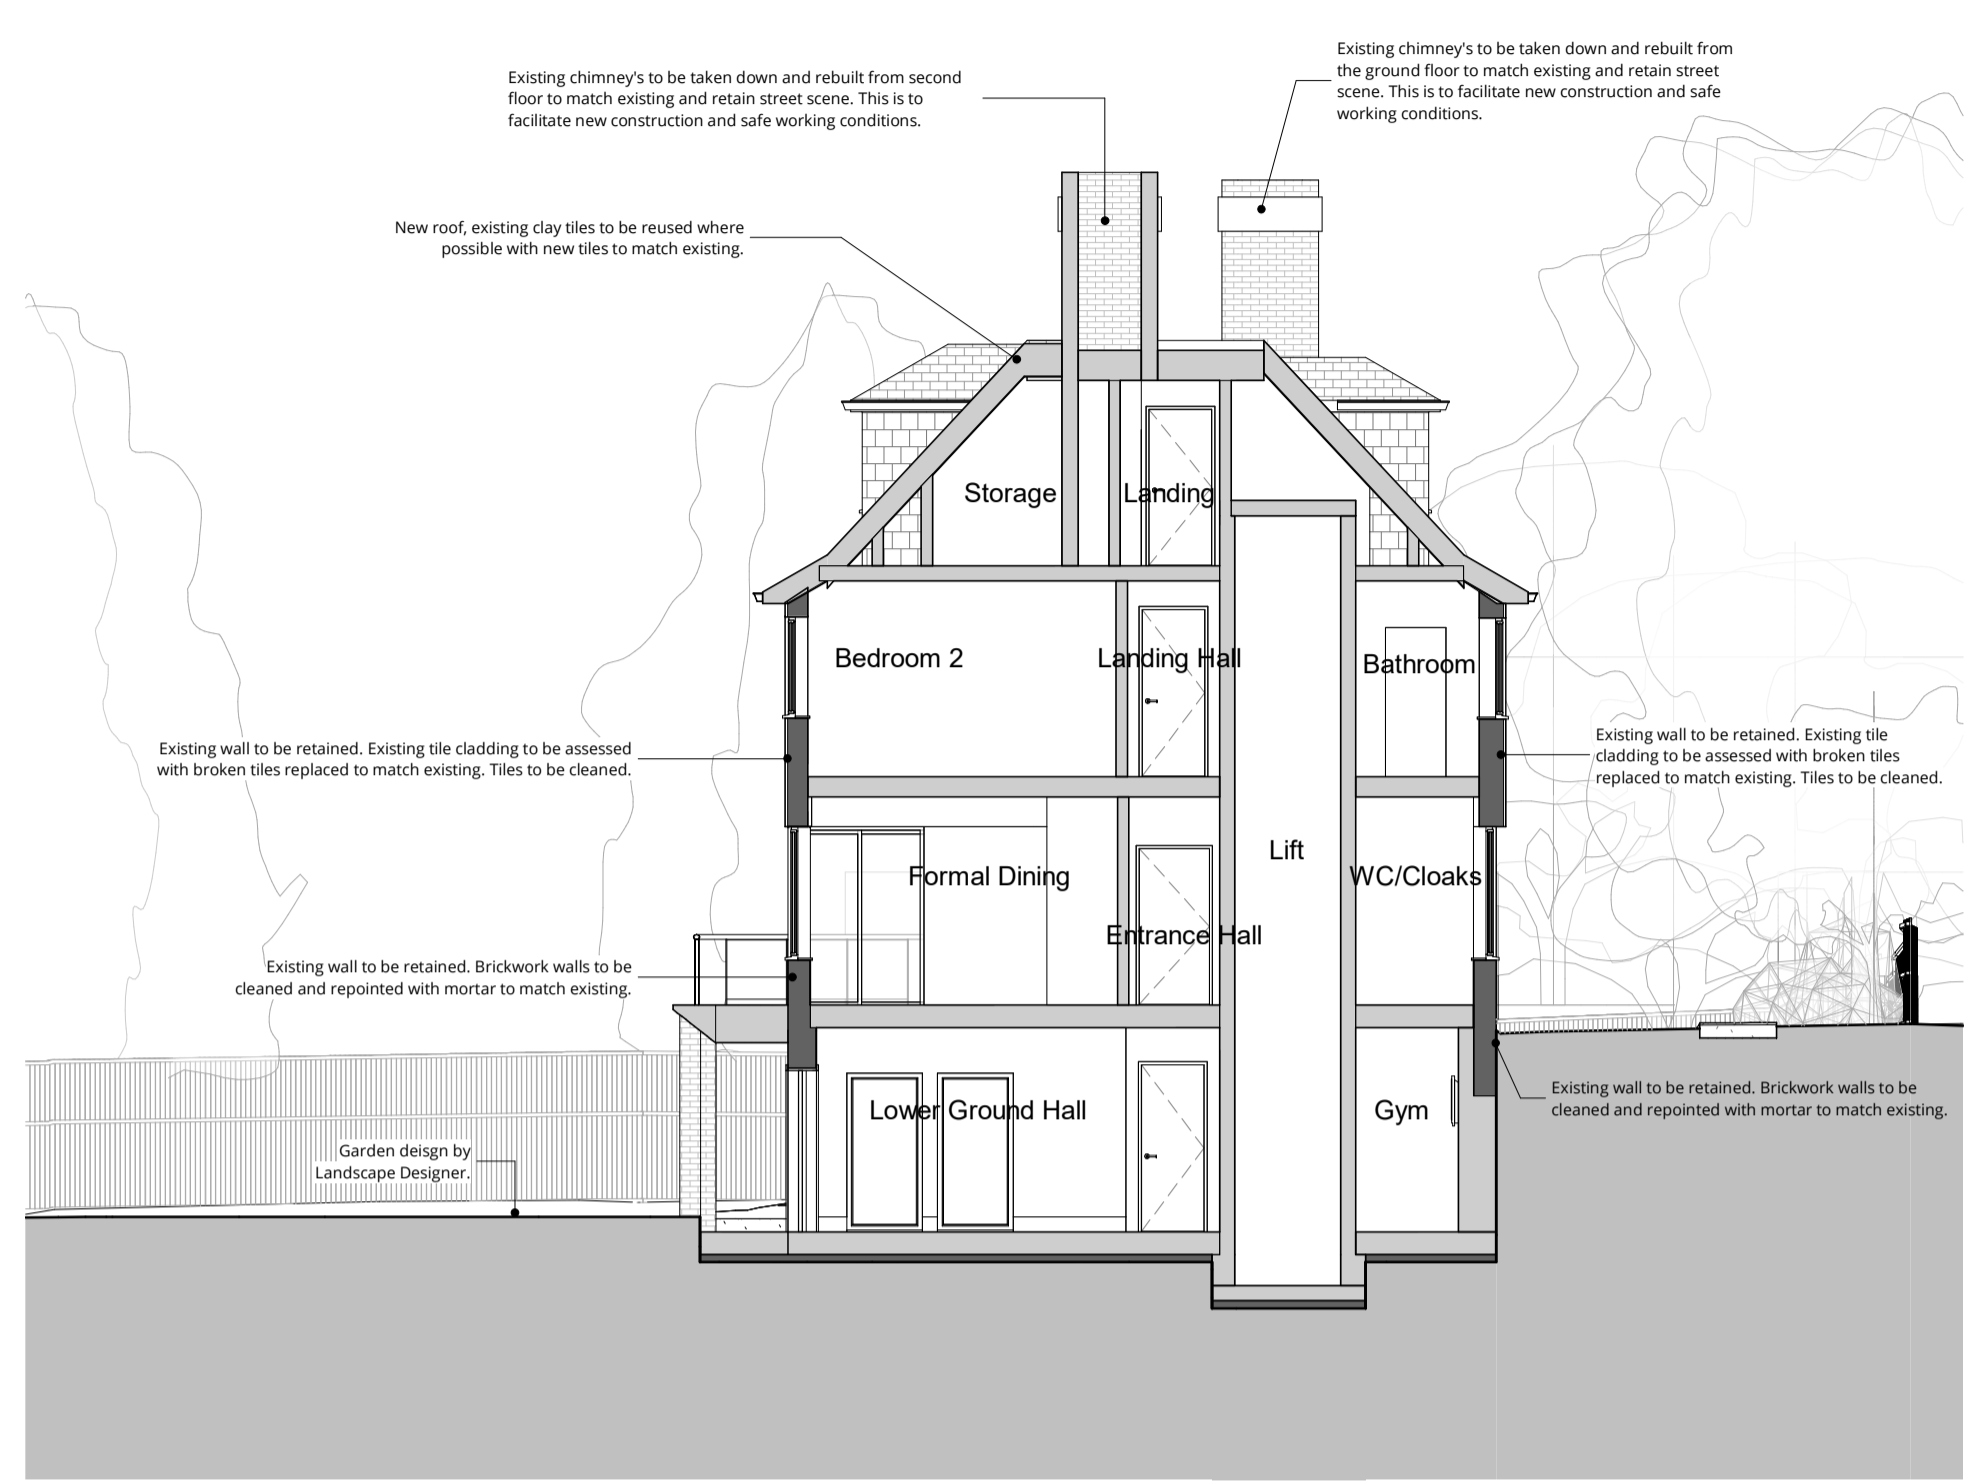 Existing chimney's to be taken down and rebuilt from
the ground floor to match existing and retain street
scene. This is to facilitate new construction and safe
working conditions.
Existing chimney's to be taken down and rebuilt from second
floor to match existing and retain street scene. This is to
facilitate new construction and safe working conditions.
New roof, existing clay tiles to be reused where
possible with new tiles to match existing.
Storage
Landing
Bedroom 2
Landing Hall
Bathroom
Existing wall to be retained. Existing tile cladding to be assessed
with broken tiles replaced to match existing. Tiles to be cleaned.
Existing wall to be retained. Existing tile
cladding to be assessed with broken tiles
replaced to match existing. Tiles to be cleaned.
Lift
Formal Dining
WC/Cloaks
Entrance Hall
Existing wall to be retained. Brickwork walls to be
cleaned and repointed with mortar to match existing.
Lower Ground Hall
Gym
Existing wall to be retained. Brickwork walls to be
cleaned and repointed with mortar to match existing.
Garden deisgn by
Landscape Designer.